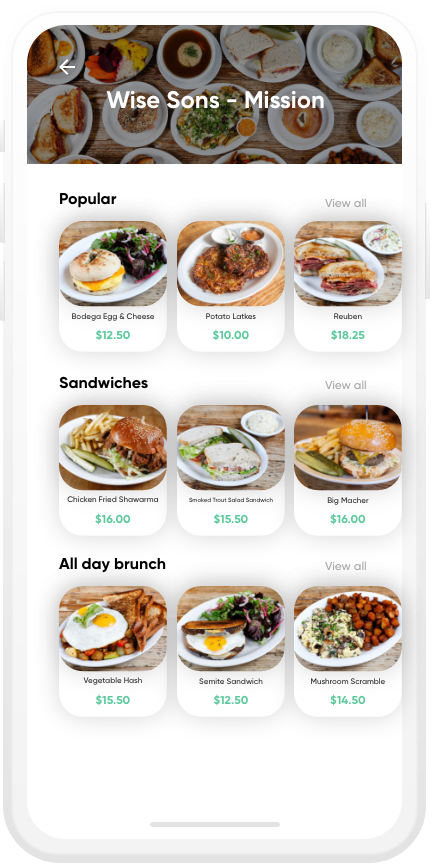 Wise Sons - Mission
Popular
View all
Bodega Egg & Cheese
Potato Latkes
Reuben
$12.50
$10.00
$18.25
Sandwiches
View all
Chicken Fried Shawarma
Smoked Trout Salad Sandwich
Big Macher
$16.00
$15.50
$16.00
All day brunch
View all
Vegetable Hash
Semite Sandwich
Mushroom Scramble
$15.50
$12.50
$14.50